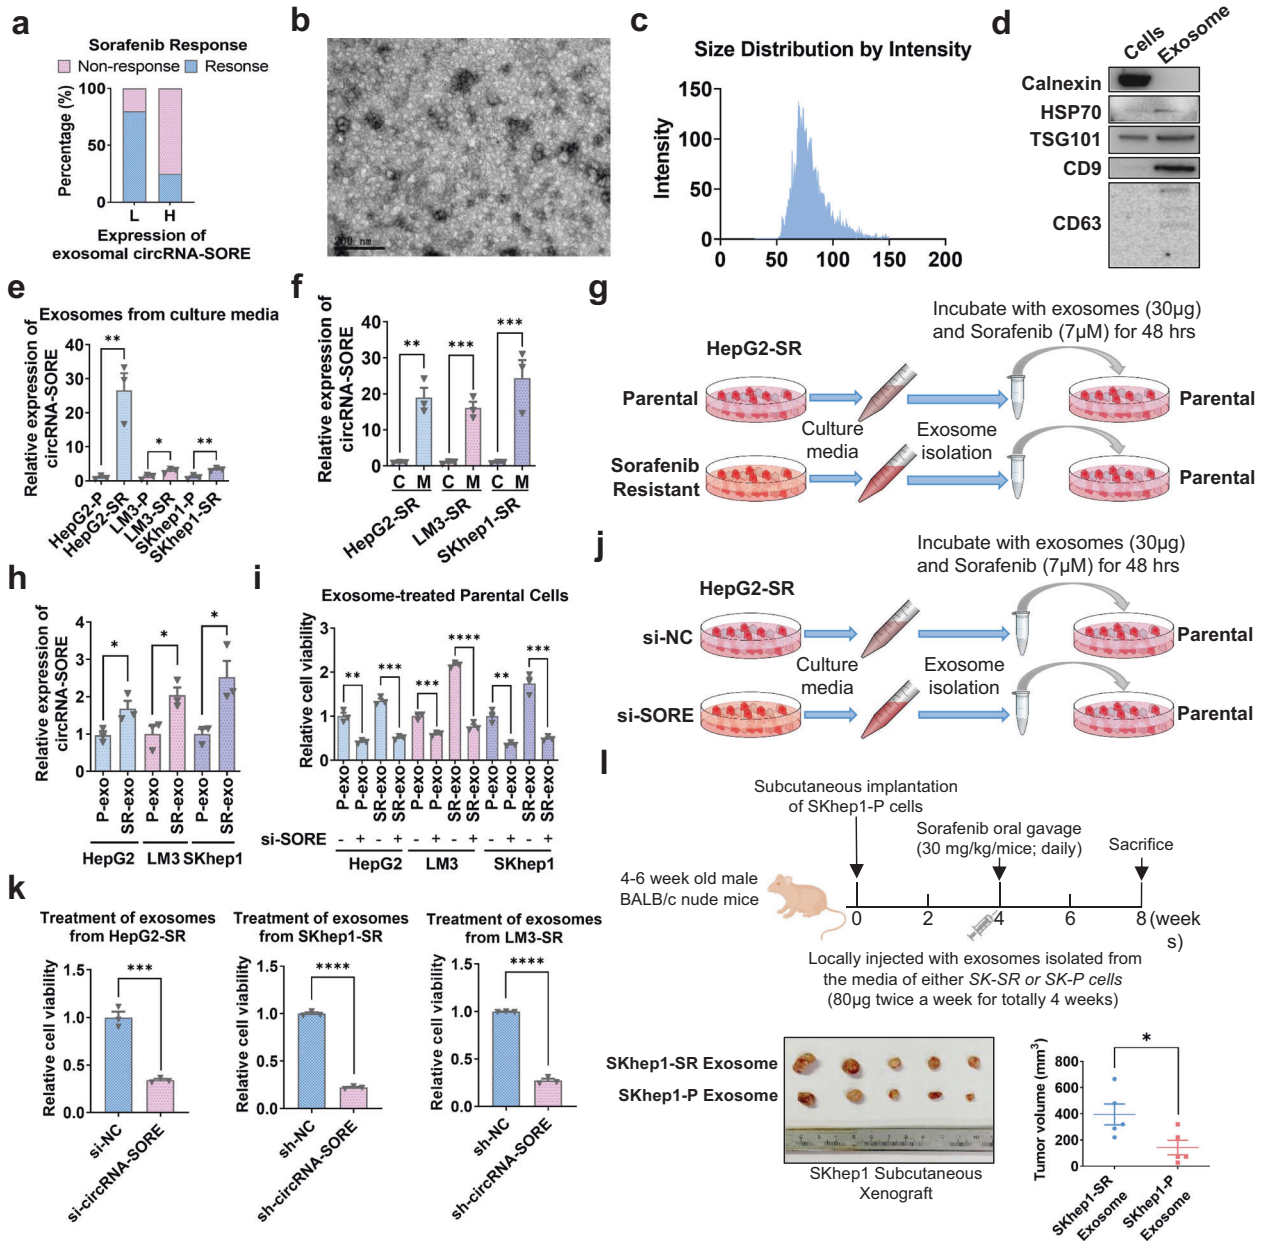 a
Sorafenib Response
Non-response Resonse
Percentage (%)
100
50
0
L H
Expression of
exosomal circRNA-SORE
b
200 nm
c
Size Distribution by Intensity
Intensity
150
100
50
0
0 50 100 150 200
d
Cells Exosome
Calnexin
HSP70
TSG101
CD9
CD63
e
Exosomes from culture media
Relative expression of
circRNA-SORE
40
30
20
10
0
** * **
HepG2-P
HepG2-SR
LM3-P
LM3-SR
SKhep1-P
SKhep1-SR
f
Relative expression of
circRNA-SORE
40
30
20
10
0
** *** ***
C M C M C M
HepG2-SR
LM3-SR
SKhep1-SR
g
Incubate with exosomes (30µg)
and Sorafenib (7µM) for 48 hrs
HepG2-SR
Parental
Parental
Culture
media
Exosome
isolation
Sorafenib
Resistant
Parental
h
Relative expression of
circRNA-SORE
4
3
2
1
0
* * *
P-exo
SR-exo
P-exo
SR-exo
P-exo
SR-exo
HepG2 LM3 SKhep1
i
Exosome-treated Parental Cells
Relative cell viability
3
2
1
0
** *** *** **** ** ***
P-exo
P-exo
SR-exo
SR-exo
P-exo
P-exo
SR-exo
SR-exo
P-exo
P-exo
SR-exo
SR-exo
si-SORE - + - + - + - + - + - +
HepG2 LM3 SKhep1
j
Incubate with exosomes (30µg)
and Sorafenib (7µM) for 48 hrs
HepG2-SR
si-NC
Parental
Culture
media
Exosome
isolation
si-SORE
Parental
k
Treatment of exosomes
from HepG2-SR
Relative cell viability
1.5
1.0
0.5
0.0
***
si-NC
si-circRNA-SORE
Treatment of exosomes
from SKhep1-SR
Relative cell viability
1.5
1.0
0.5
0.0
****
sh-NC
sh-circRNA-SORE
Treatment of exosomes
from LM3-SR
Relative cell viability
1.5
1.0
0.5
0.0
****
sh-NC
sh-circRNA-SORE
l
Subcutaneous implantation
of SKhep1-P cells
Sorafenib oral gavage
(30 mg/kg/mice; daily)
Sacrifice
4-6 week old male
BALB/c nude mice
0 2 4 6 8 (week
s)
Locally injected with exosomes isolated from
the media of either SK-SR or SK-P cells
(80µg twice a week for totally 4 weeks)
SKhep1-SR Exosome
SKhep1-P Exosome
SKhep1 Subcutaneous
Xenograft
Tumor volume (mm³)
800
600
400
200
0
*
SKhep1-SR
Exosome
SKhep1-P
Exosome